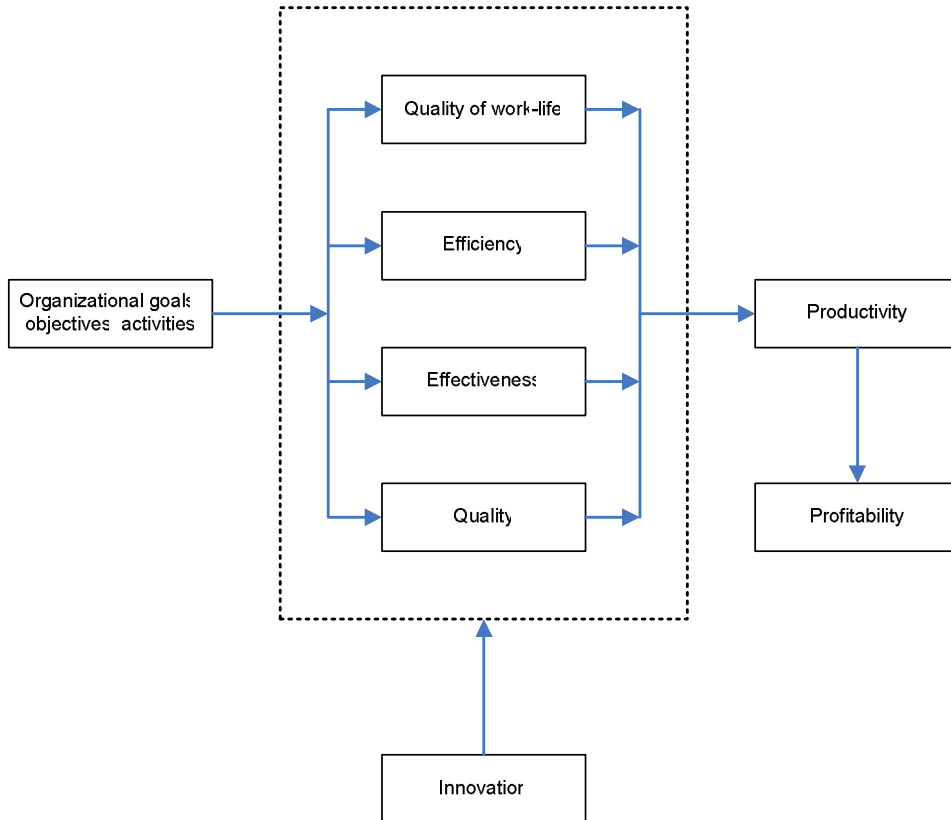 Quality of work-life
Efficiency
Organizational goals
objectives activities
Productivity
Effectiveness
Quality
Profitability
Innovation